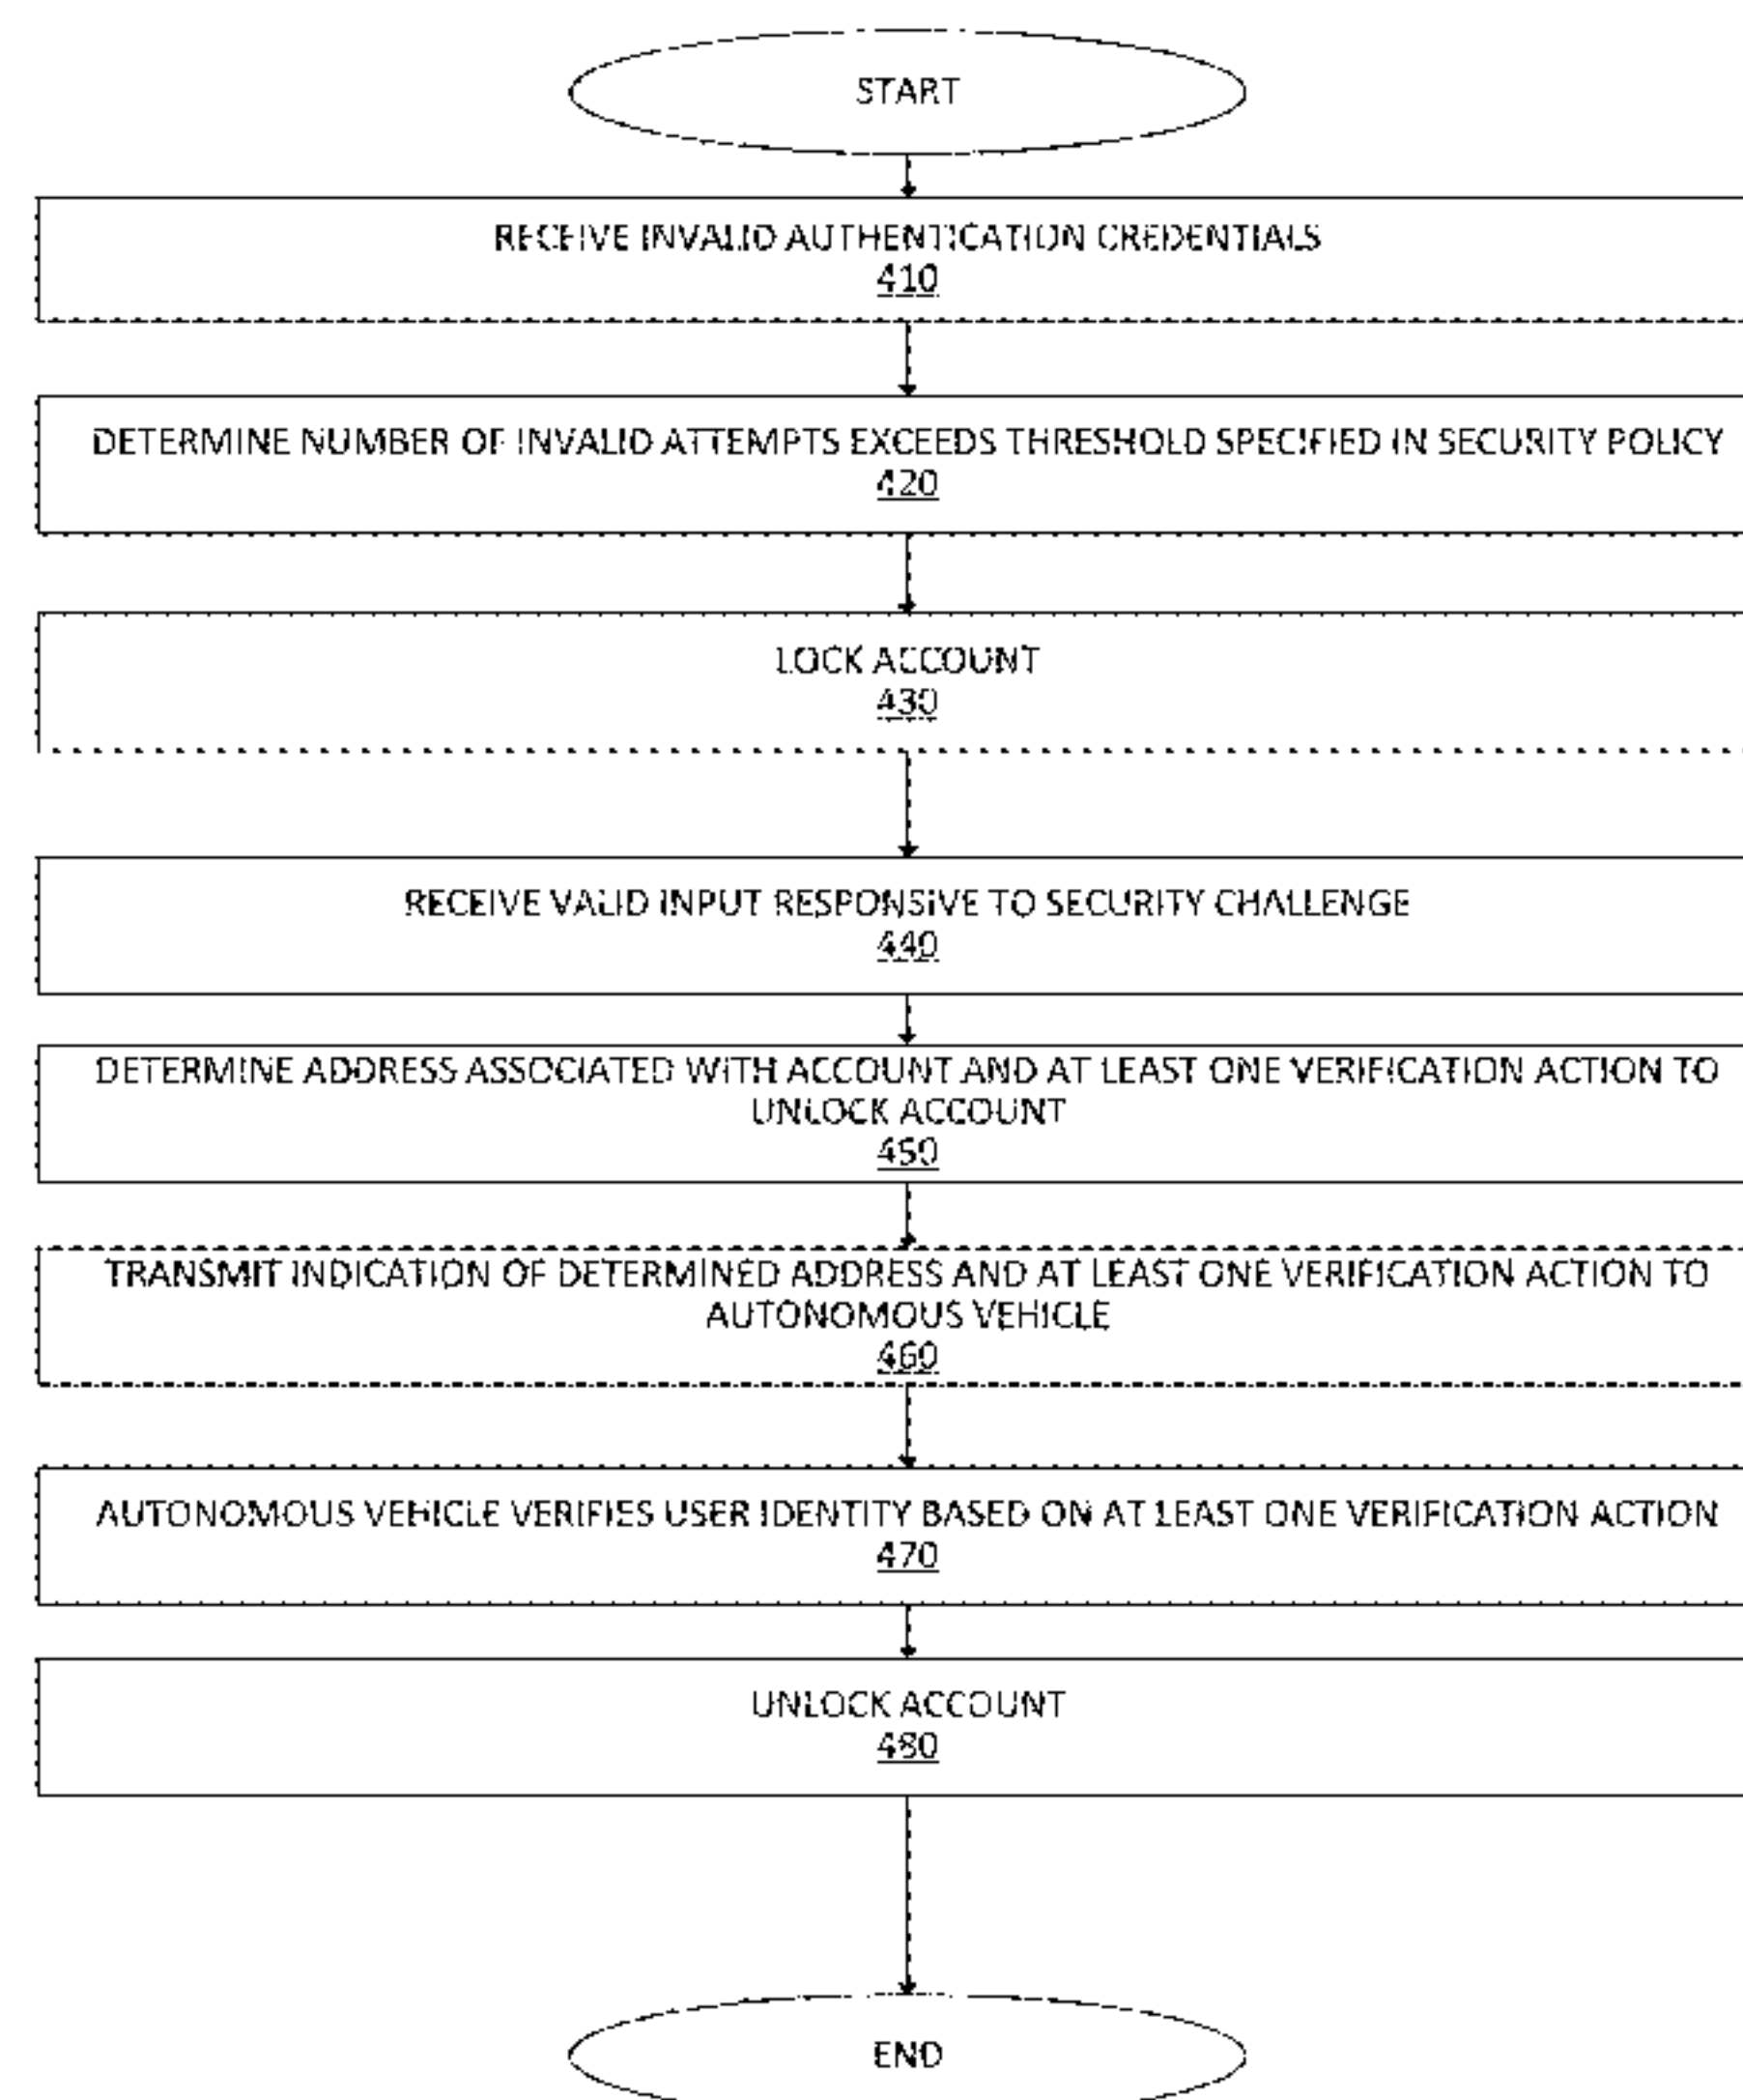 START
RECEIVE INVALID AUTHENTICATION CREDENTIALS
410
DETERMINE NUMBER OF INVALID ATTEMPTS EXCEEDS THRESHOLD SPECIFIED IN SECURITY POLICY
420
LOCK ACCOUNT
430
RECEIVE VALID INPUT RESPONSIVE TO SECURITY CHALLENGE
440
DETERMINE ADDRESS ASSOCIATED WITH ACCOUNT AND AT LEAST ONE VERIFICATION ACTION TO
UNLOCK ACCOUNT
450
TRANSMIT INDICATION OF DETERMINED ADDRESS AND AT LEAST ONE VERIFICATION ACTION TO
AUTONOMOUS VEHICLE
460
AUTONOMOUS VEHICLE VERIFIES USER IDENTITY BASED ON AT LEAST ONE VERIFICATION ACTION
470
UNLOCK ACCOUNT
480
END